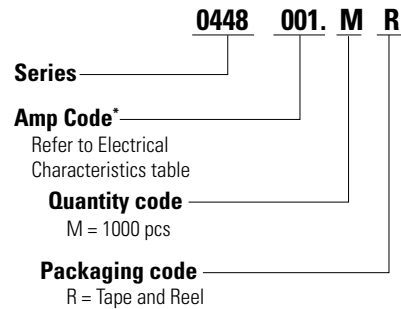 0448 001. M R
Series
Amp Code*
Refer to Electrical
Characteristics table
Quantity code
M = 1000 pcs
Packaging code
R = Tape and Reel